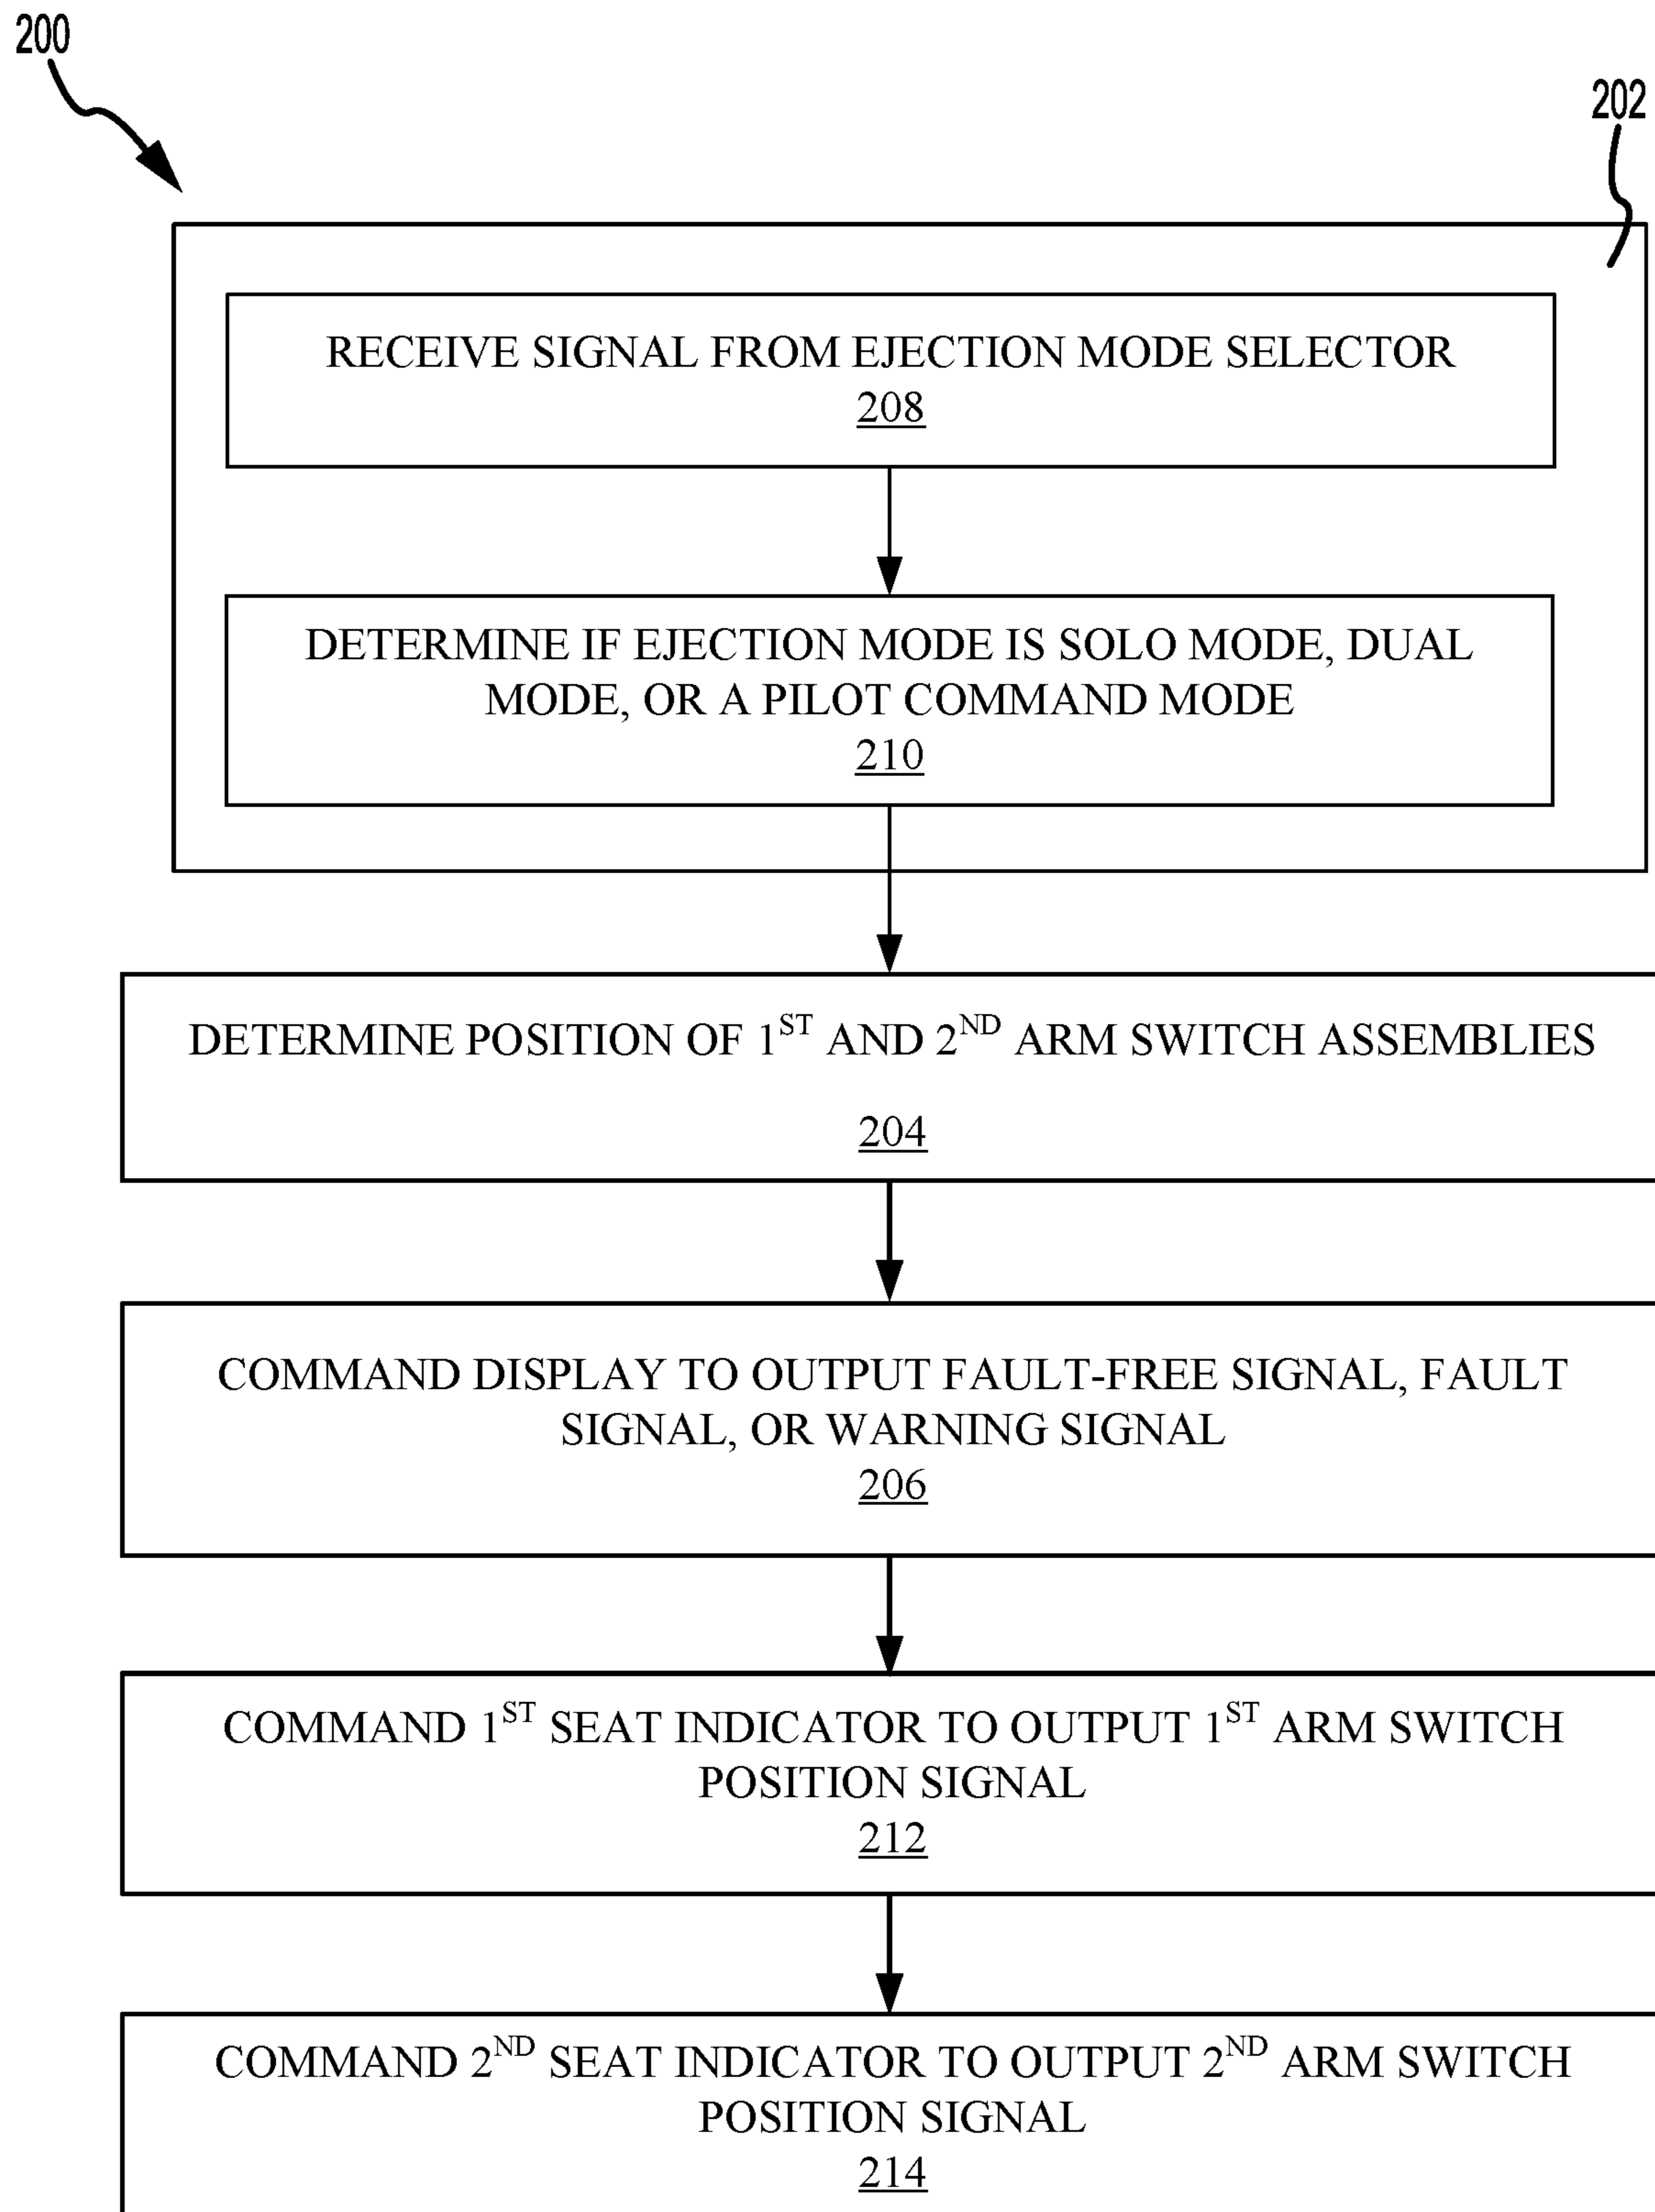 200
202
RECEIVE SIGNAL FROM EJECTION MODE SELECTOR
208
DETERMINE IF EJECTION MODE IS SOLO MODE, DUAL
MODE, OR A PILOT COMMAND MODE
210
DETERMINE POSITION OF 1ST AND 2ND ARM SWITCH ASSEMBLIES
204
COMMAND DISPLAY TO OUTPUT FAULT-FREE SIGNAL, FAULT
SIGNAL, OR WARNING SIGNAL
206
COMMAND 1ST SEAT INDICATOR TO OUTPUT 1ST ARM SWITCH
POSITION SIGNAL
212
COMMAND 2ND SEAT INDICATOR TO OUTPUT 2ND ARM SWITCH
POSITION SIGNAL
214